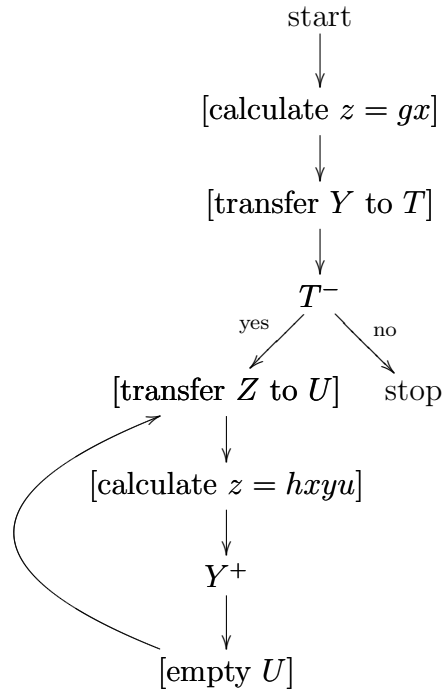 start
[calculate z = gx]
[transfer Y to T]
T⁻
yes no
[transfer Z to U] stop
[calculate z = hxyu]
Y⁺
[empty U]